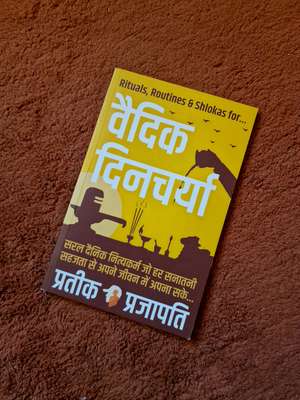 Rituals, Routines & Shlokas for...
वैदिक
दिनचर्या
सरल दैनिक नित्यकर्म जो हर सनातनी
सहजता से अपने जीवन में अपना सके...
प्रतीक प्रजापति